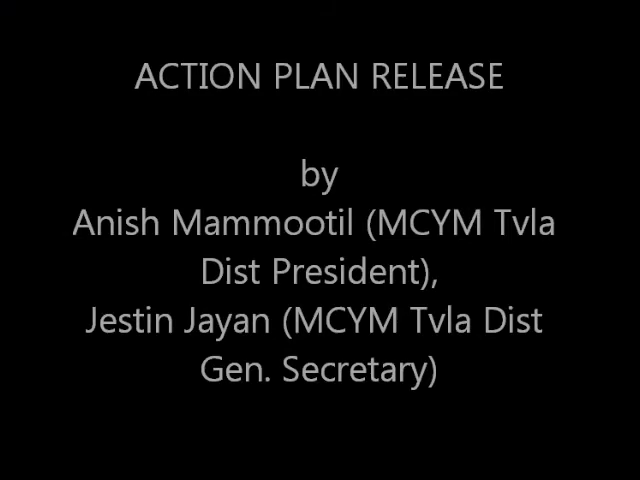 ACTION PLAN RELEASE
by
Anish Mammootil (MCYM Tvla
Dist President),
Jestin Jayan (MCYM Tvla Dist
Gen. Secretary)